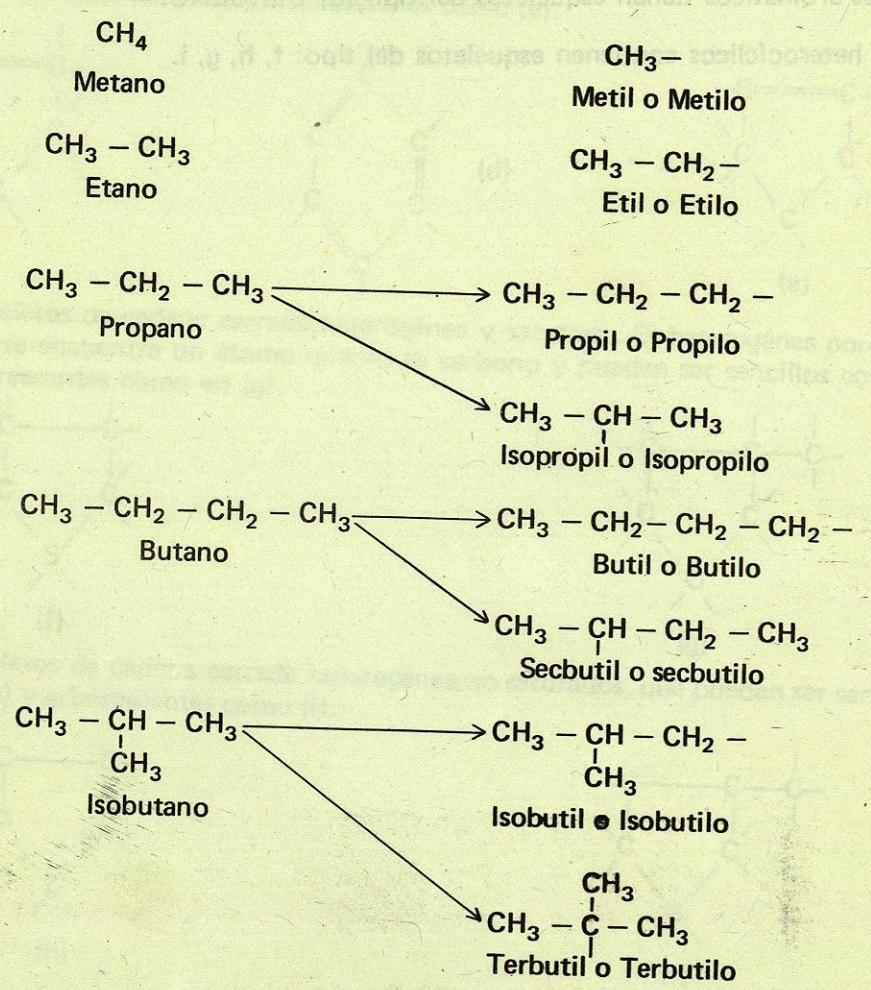 CH₄
Metano
CH₃ –
Metil o Metilo
CH₃ – CH₃
Etano
CH₃ – CH₂ –
Etil o Etilo
CH₃ – CH₂ – CH₃
Propano
CH₃ – CH₂ – CH₂ –
Propil o Propilo
CH₃ – CH – CH₃
Isopropil o Isopropilo
CH₃ – CH₂ – CH₂ – CH₃
Butano
CH₃ – CH₂ – CH₂ – CH₂ –
Butil o Butilo
CH₃ – CH – CH₂ – CH₃
Secbutil o secbutilo
CH₃ – CH – CH₃
CH₃
Isobutano
CH₃ – CH – CH₂ –
CH₃
Isobutil o Isobutilo
CH₃
CH₃ – C – CH₃
Terbutil o Terbutilo